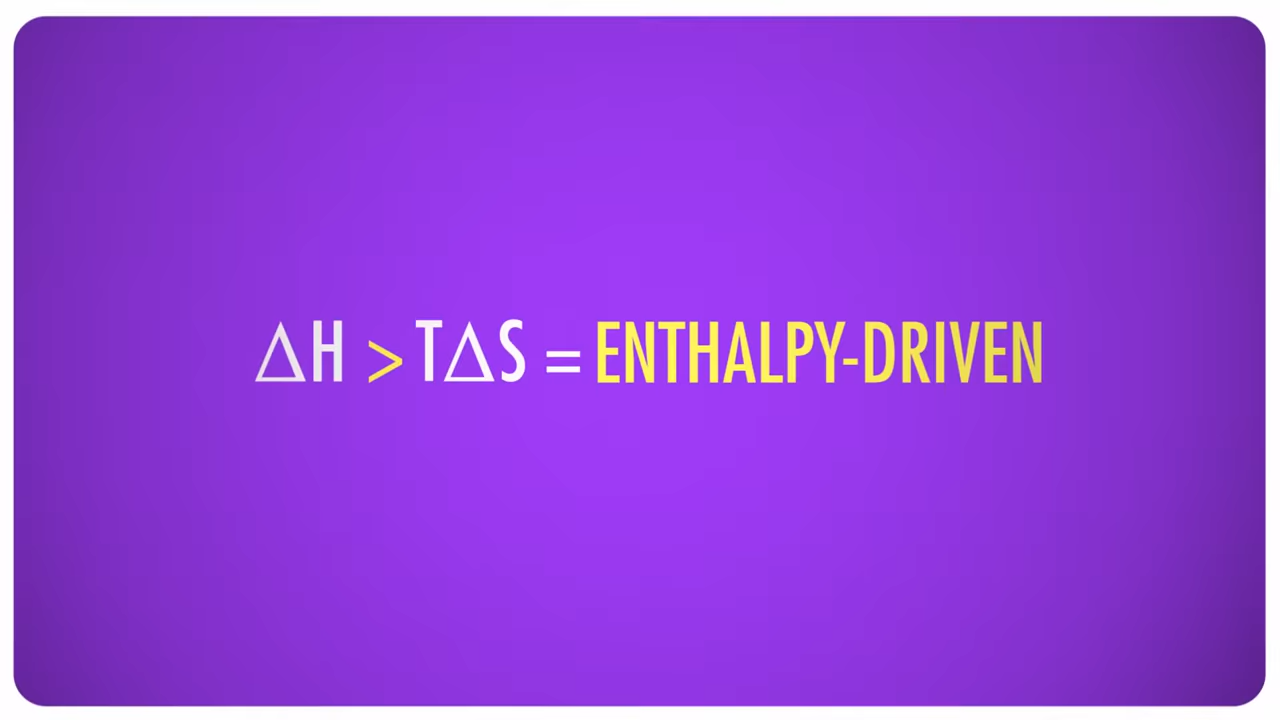 ΔH > TΔS = ENTHALPY-DRIVEN